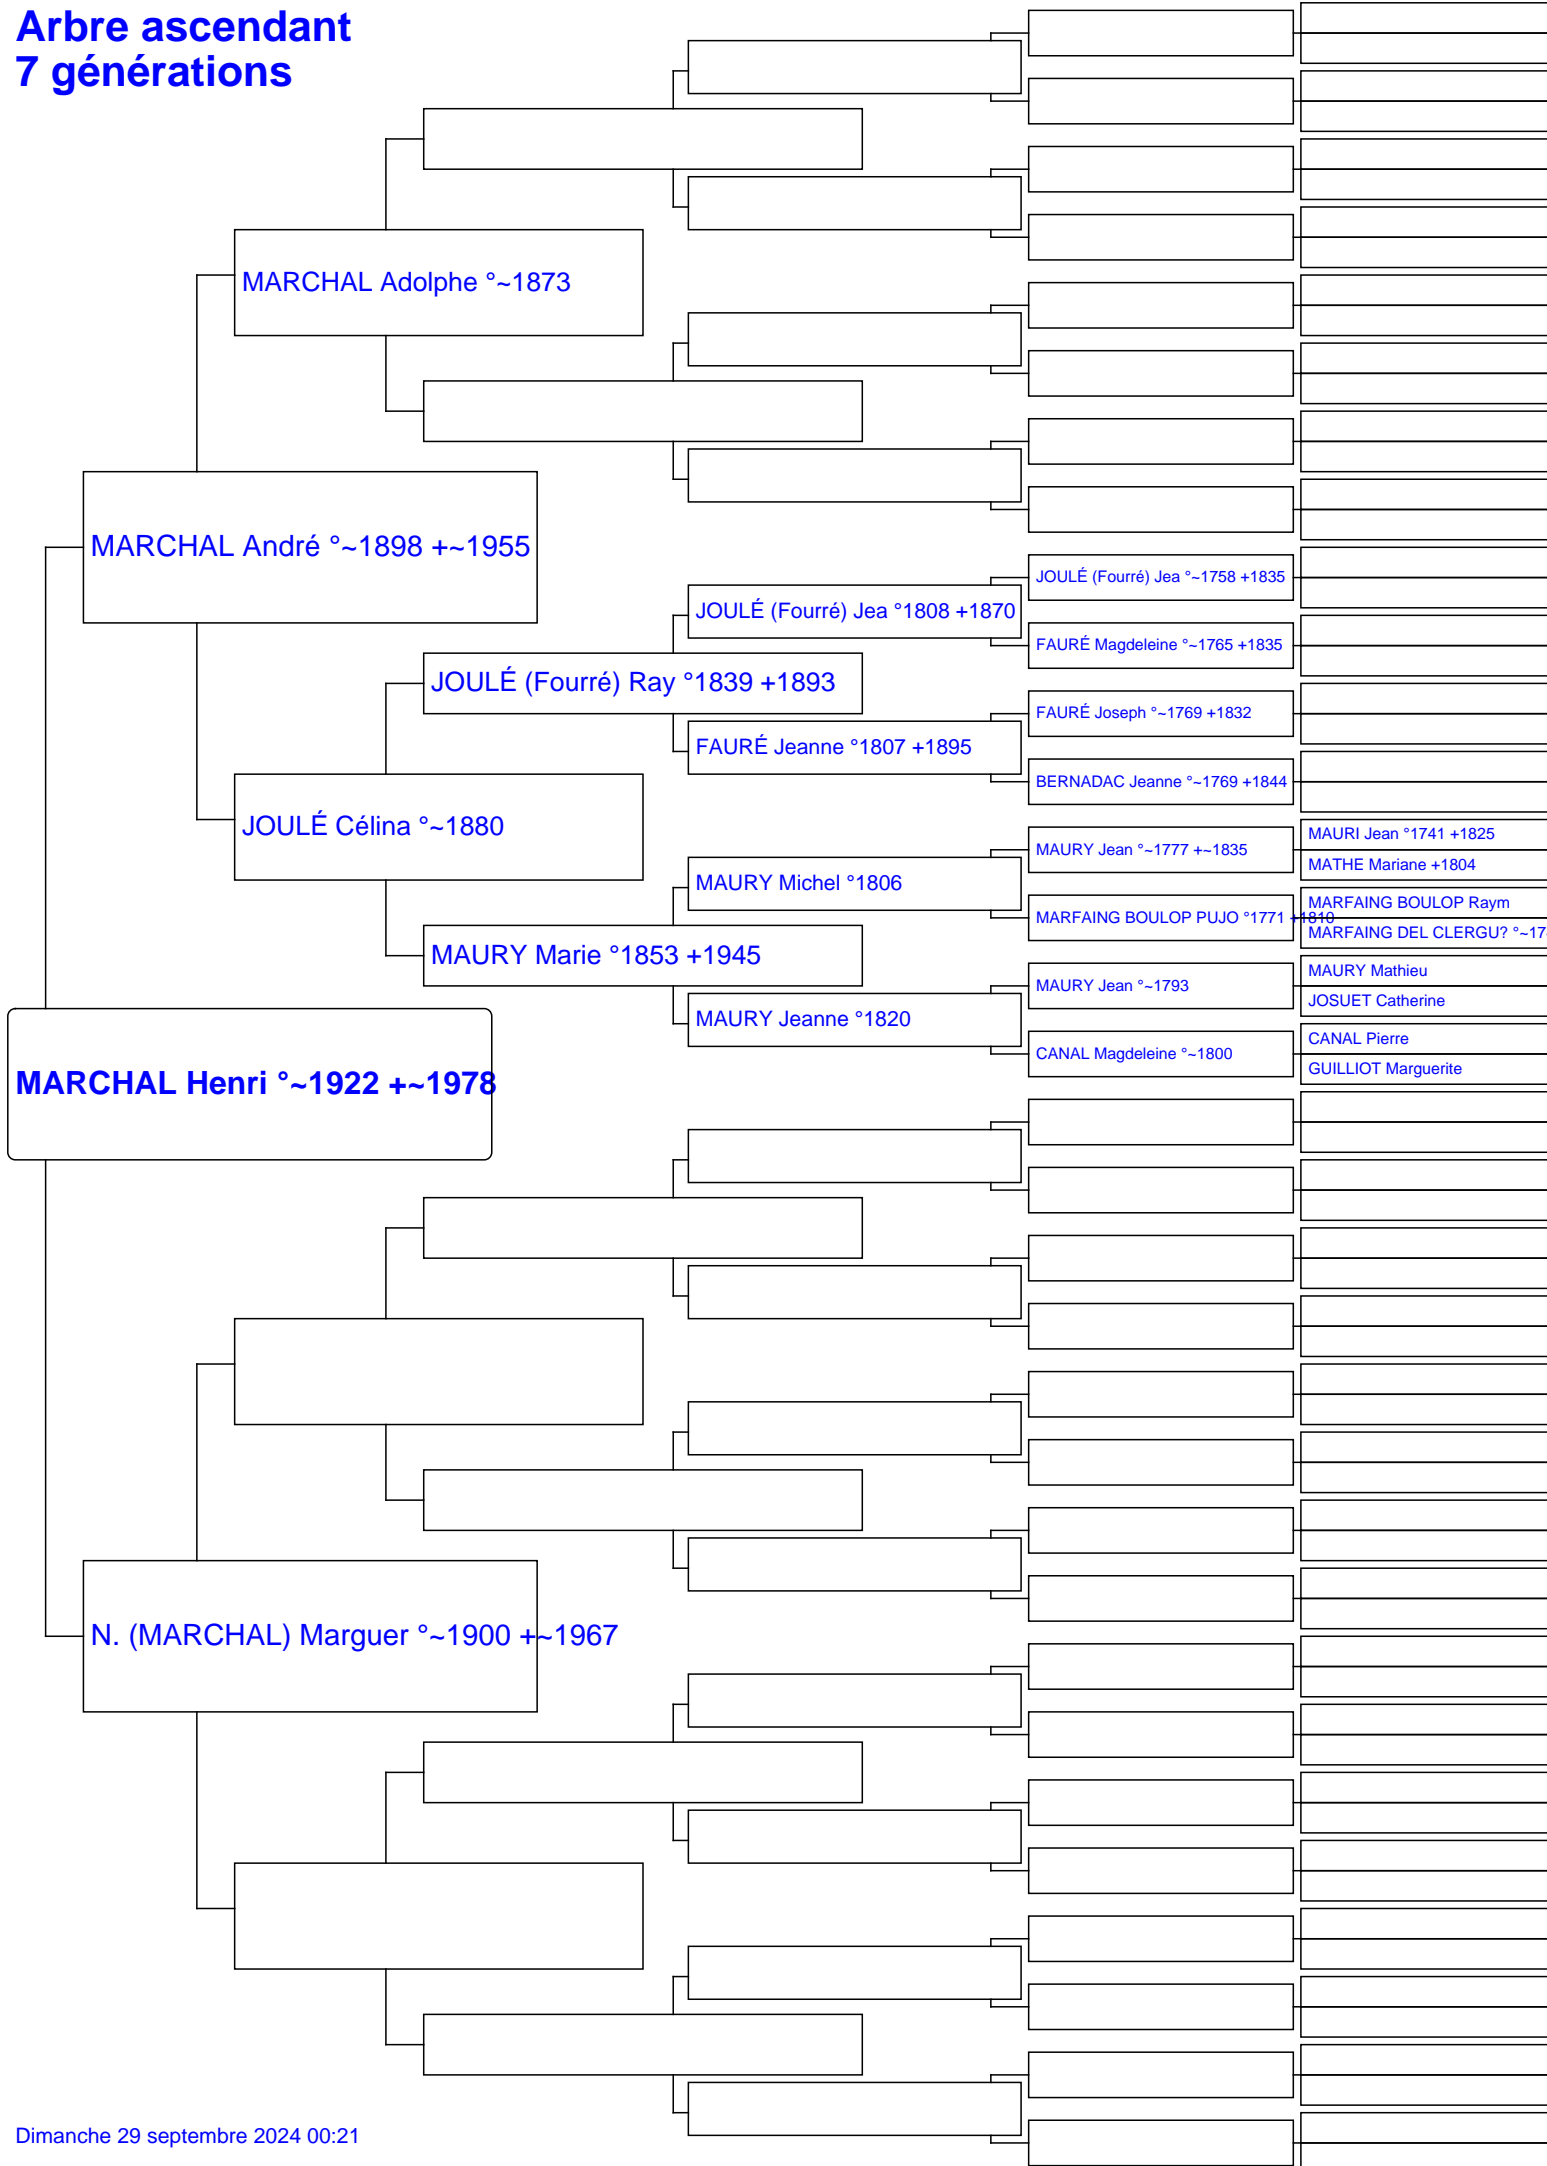 Arbre ascendant
7 générations
MARCHAL Adolphe °~1873
MARCHAL André °~1898 +~1955
JOULÉ (Fourré) Jea °~1758 +1835
JOULÉ (Fourré) Jea °1808 +1870
FAURÉ Magdeleine °~1765 +1835
JOULÉ (Fourré) Ray °1839 +1893
FAURÉ Joseph °~1769 +1832
FAURÉ Jeanne °1807 +1895
BERNADAC Jeanne °~1769 +1844
JOULÉ Célina °~1880
MAURI Jean °1741 +1825
MAURY Jean °~1777 +~1835
MATHE Mariane +1804
MAURY Michel °1806
MARFAING BOULOP Raym
MARFAING BOULOP PUJO °1771 +1810
MARFAING DEL CLERGU? °~17
MAURY Marie °1853 +1945
MAURY Mathieu
MAURY Jean °~1793
JOSUET Catherine
MAURY Jeanne °1820
CANAL Pierre
CANAL Magdeleine °~1800
GUILLIOT Marguerite
MARCHAL Henri °~1922 +~1978
N. (MARCHAL) Marguer °~1900 +~1967
Dimanche 29 septembre 2024 00:21